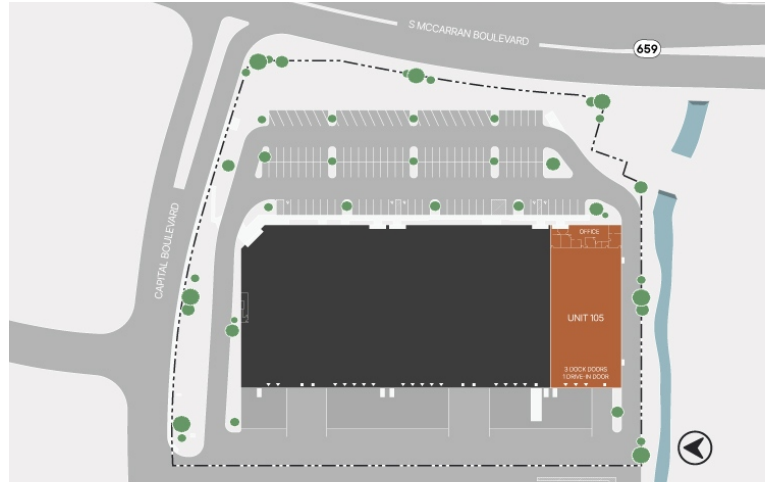 S MCCARRAN BOULEVARD
659
CAPITAL BOULEVARD
OFFICE
UNIT 105
3 DOCK DOORS
1 DRIVE-IN DOOR